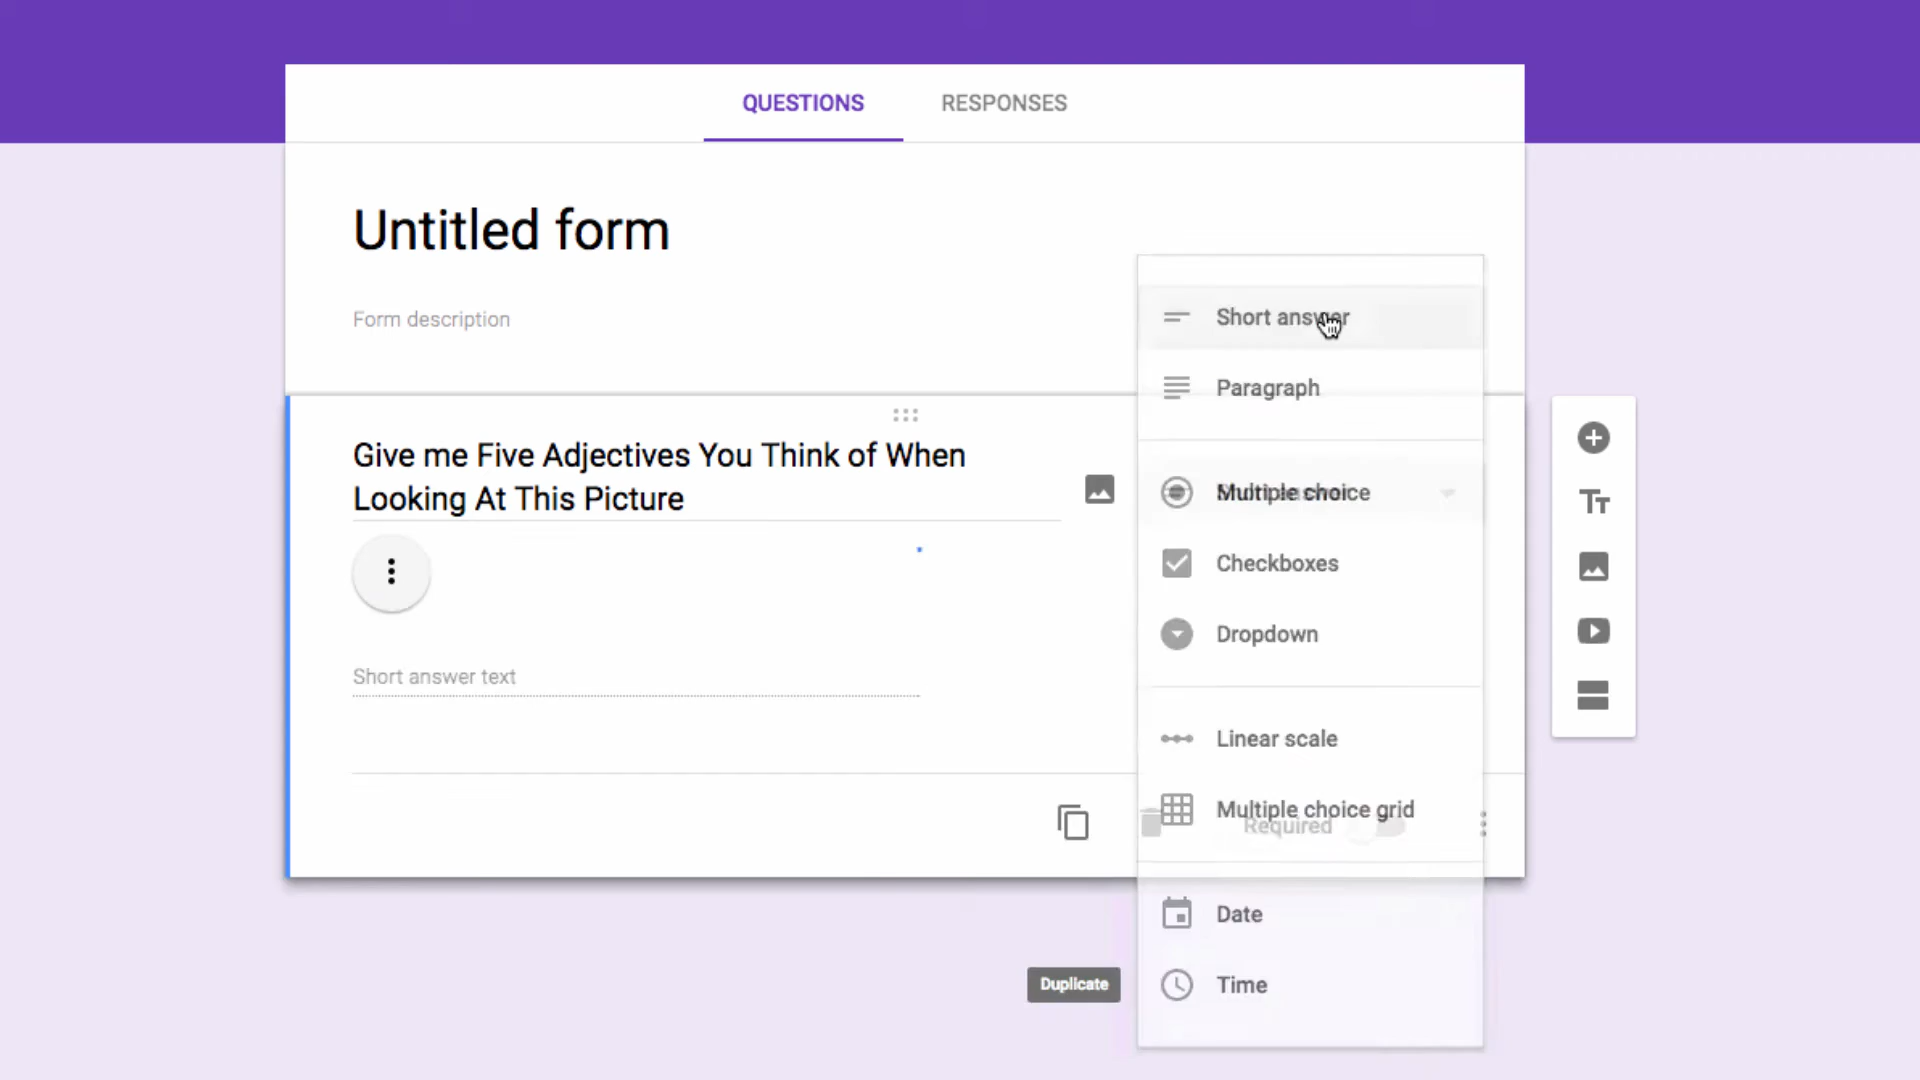 QUESTIONS
RESPONSES
Untitled form
Form description
Short answer
Paragraph
Give me Five Adjectives You Think of When
Looking At This Picture
Multiple choice
Checkboxes
Dropdown
Short answer text
Linear scale
Multiple choice grid
Required
Date
Duplicate
Time